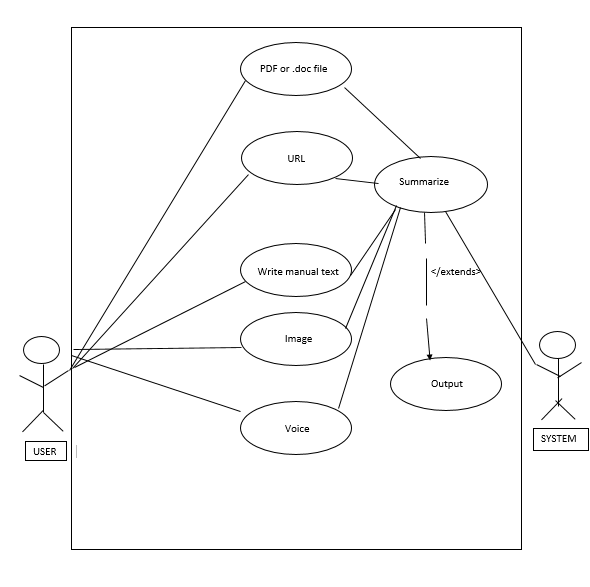 PDF or .doc file
URL
Summarize
Write manual text
</extends>
Image
Output
Voice
USER
SYSTEM